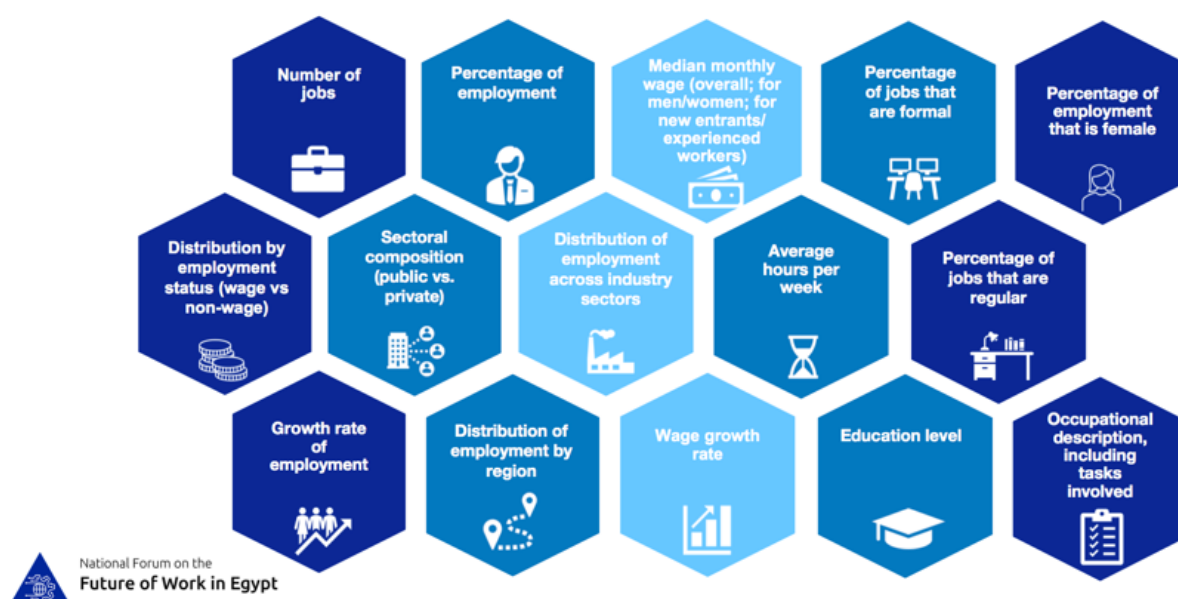 Number of
jobs
Percentage of
employment
Median monthly
wage (overall; for
men/women; for
new entrants/
experienced
workers)
Percentage
of jobs that
are formal
Percentage of
employment
that is female
Distribution by
employment
status (wage vs
non-wage)
Sectoral
composition
(public vs.
private)
Distribution of
employment
across industry
sectors
Average
hours per
week
Percentage of
jobs that are
regular
Growth rate
of
employment
Distribution of
employment by
region
Wage growth
rate
Education level
Occupational
description,
including
tasks
involved
National Forum on the
Future of Work in Egypt